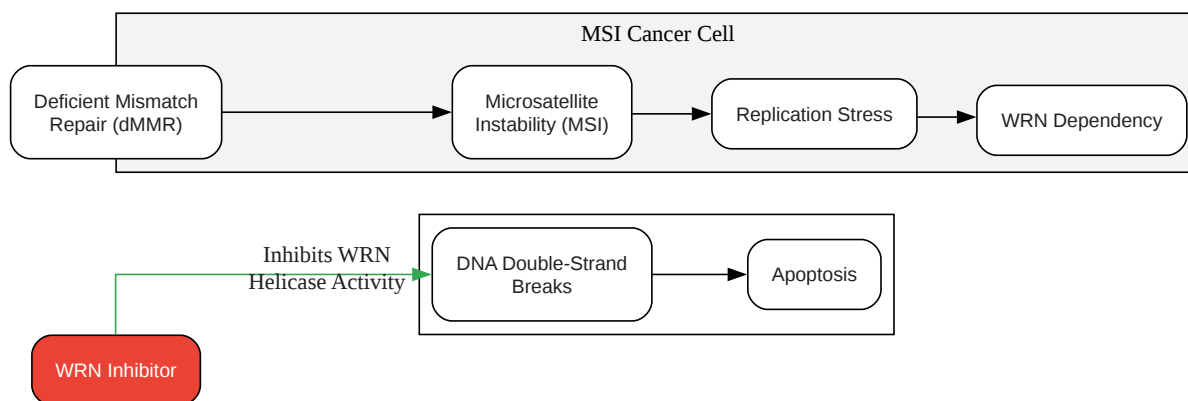 MSI Cancer Cell
Deficient Mismatch
Repair (dMMR)
Microsatellite
Instability (MSI)
Replication Stress
WRN Dependency
Inhibits WRN
Helicase Activity
DNA Double-Strand
Breaks
Apoptosis
WRN Inhibitor